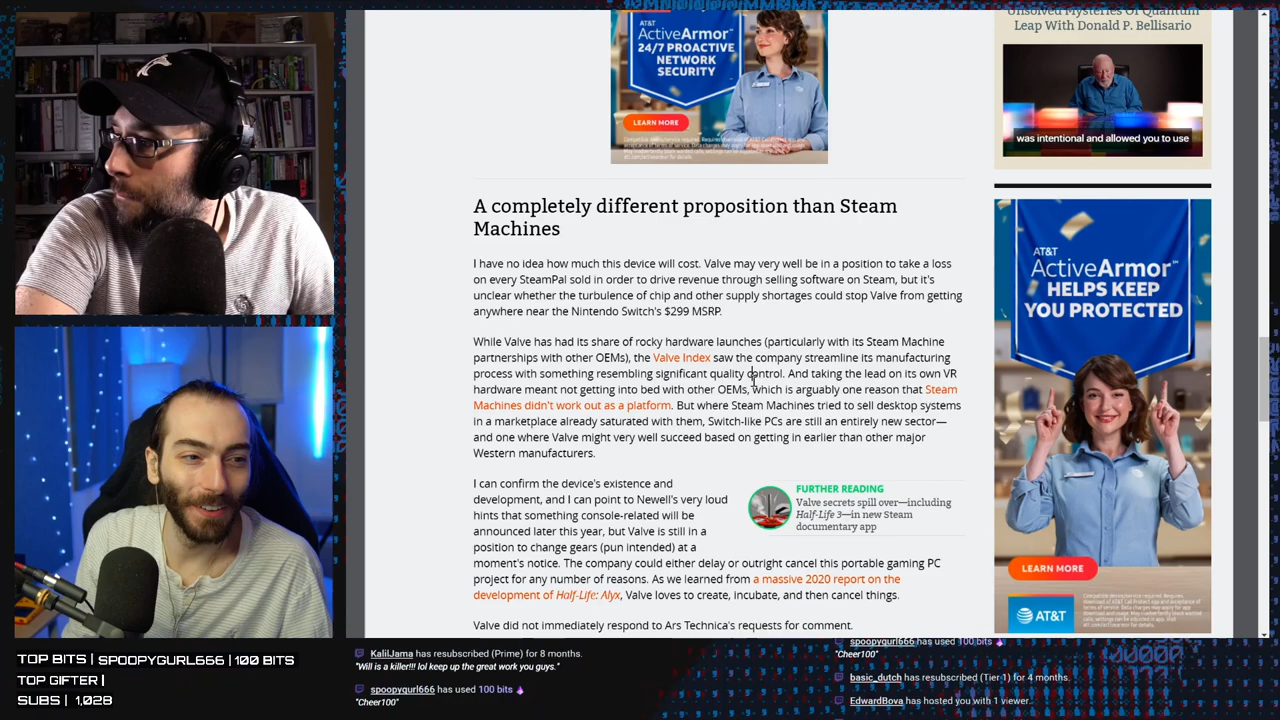 Unsolved Mysteries Of Quantum
Leap With Donald P. Bellisario
was intentional and allowed you to use
AT&T
ActiveArmor™
24/7 PROACTIVE
NETWORK
SECURITY
LEARN MORE
A completely different proposition than Steam
Machines
I have no idea how much this device will cost. Valve may very well be in a position to take a loss
on every SteamPal sold in order to drive revenue through selling software on Steam, but it's
unclear whether the turbulence of chip and other supply shortages could stop Valve from getting
anywhere near the Nintendo Switch's $299 MSRP.
While Valve has had its share of rocky hardware launches (particularly with its Steam Machine
partnerships with other OEMs), the Valve Index saw the company streamline its manufacturing
process with something resembling significant quality control. And taking the lead on its own VR
hardware meant not getting into bed with other OEMs, which is arguably one reason that Steam
Machines didn't work out as a platform. But where Steam Machines tried to sell desktop systems
in a marketplace already saturated with them, Switch-like PCs are still an entirely new sector—
and one where Valve might very well succeed based on getting in earlier than other major
Western manufacturers.
I can confirm the device's existence and
development, and I can point to Newell's very loud
hints that something console-related will be
announced later this year, but Valve is still in a
position to change gears (pun intended) at a
moment's notice. The company could either delay or outright cancel this portable gaming PC
project for any number of reasons. As we learned from a massive 2020 report on the
development of Half-Life: Alyx, Valve loves to create, incubate, and then cancel things.
Valve did not immediately respond to Ars Technica's requests for comment.
FURTHER READING
Valve secrets spill over—including
Half-Life 3—in new Steam
documentary app
AT&T
ActiveArmor™
HELPS KEEP
YOU PROTECTED
LEARN MORE
AT&T
TOP BITS | SPOOPYGURL666 | 100 BITS
TOP GIFTER |
SUBS | 1,028
KalilJama has resubscribed (Prime) for 8 months.
"Will is a killer!!! lol keep up the great work you guys."
spoopygurl666 has used 100 bits
"Cheer100"
spoopygurl666 has used 100 bits
"Cheer100"
basic_dutch has resubscribed (Tier 1) for 4 months.
EdwardBova has hosted you with 1 viewer.